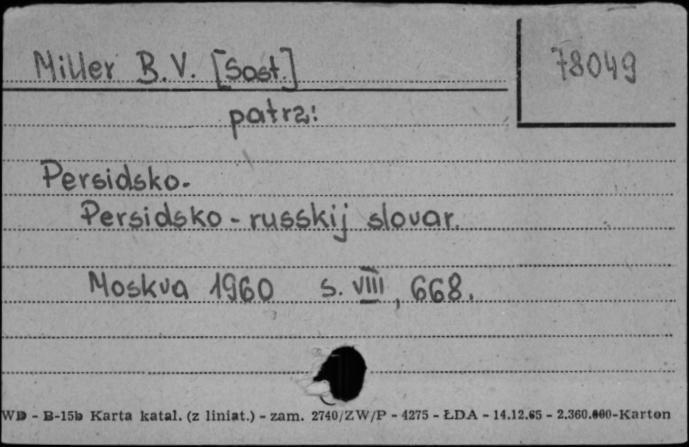 Miller B.V. [Sost.]
78049
patrz:
Persidsko-
Persidsko-russkij slovar.
Moskva 1960 s. VIII, 668.
WD - B-15b Karta katal. (z liniat.) - zam. 2740/ZW/P - 4275 - ŁDA - 14.12.65 - 2.360.000-Karton